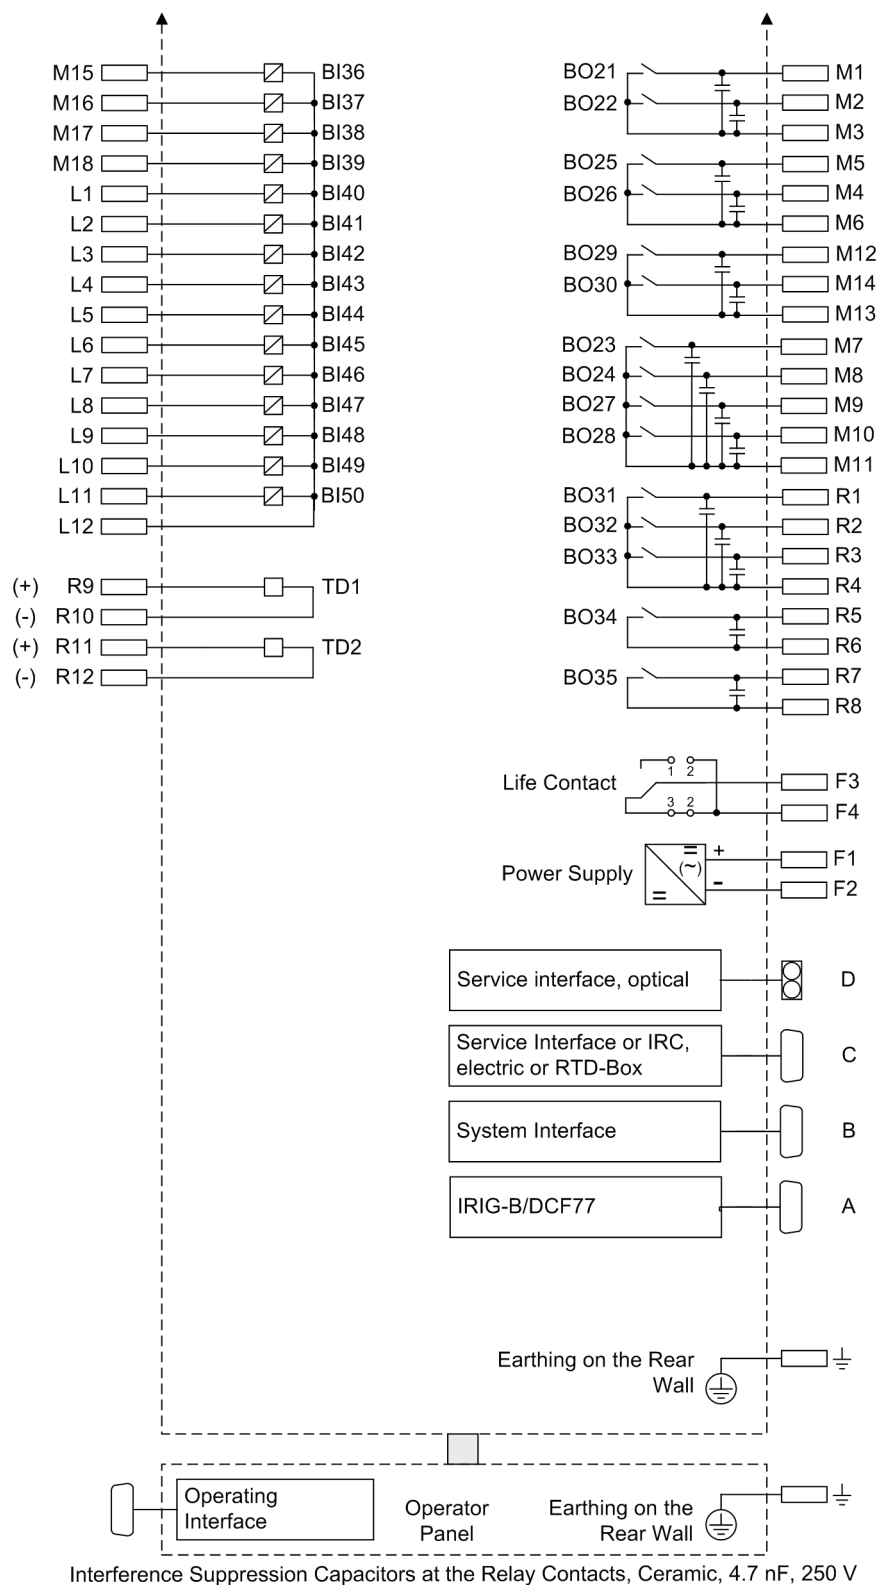 M15 BI36 BO21 M1
M16 BI37 BO22 M2
M17 BI38 M3
M18 BI39 BO25 M5
L1 BI40 BO26 M4
L2 BI41 M6
L3 BI42 BO29 M12
L4 BI43 BO30 M14
L5 BI44 M13
L6 BI45 BO23 M7
L7 BI46 BO24 M8
L8 BI47 BO27 M9
L9 BI48 BO28 M10
L10 BI49 M11
L11 BI50 BO31 R1
L12 BO32 R2
BO33 R3
(+) R9 TD1 R4
(-) R10 BO34 R5
(+) R11 TD2 R6
(-) R12 BO35 R7
R8
1 2
Life Contact F3
3 2 F4
= + F1
Power Supply (~)
= - F2
Service interface, optical D
Service Interface or IRC,
electric or RTD-Box C
System Interface B
IRIG-B/DCF77 A
Earthing on the Rear
Wall
Operating
Interface
Operator
Panel
Earthing on the
Rear Wall
Interference Suppression Capacitors at the Relay Contacts, Ceramic, 4.7 nF, 250 V